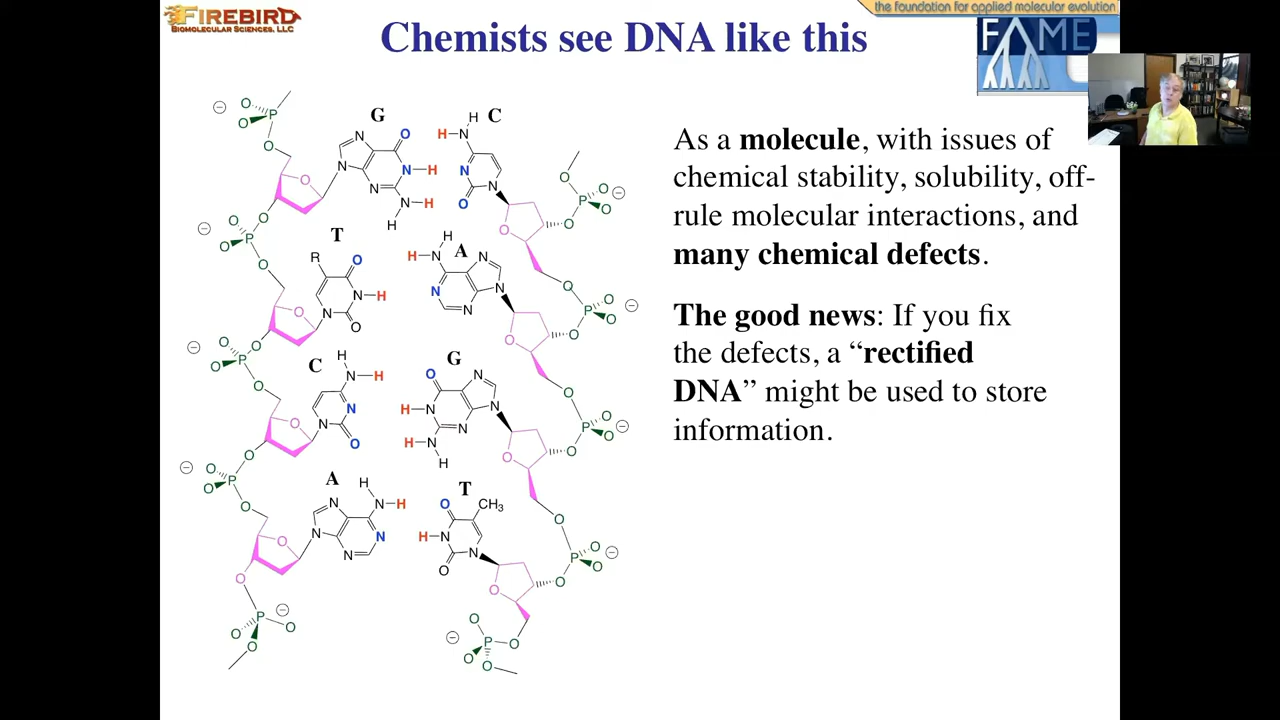 FIREBIRD
BIOMOLECULAR SCIENCES, LLC
the foundation for applied molecular evolution
FAME
Chemists see DNA like this
As a molecule, with issues of
chemical stability, solubility, off-
rule molecular interactions, and
many chemical defects.
The good news: If you fix
the defects, a “rectified
DNA” might be used to store
information.
G
C
T
A
C
G
A
T
R
CH₃